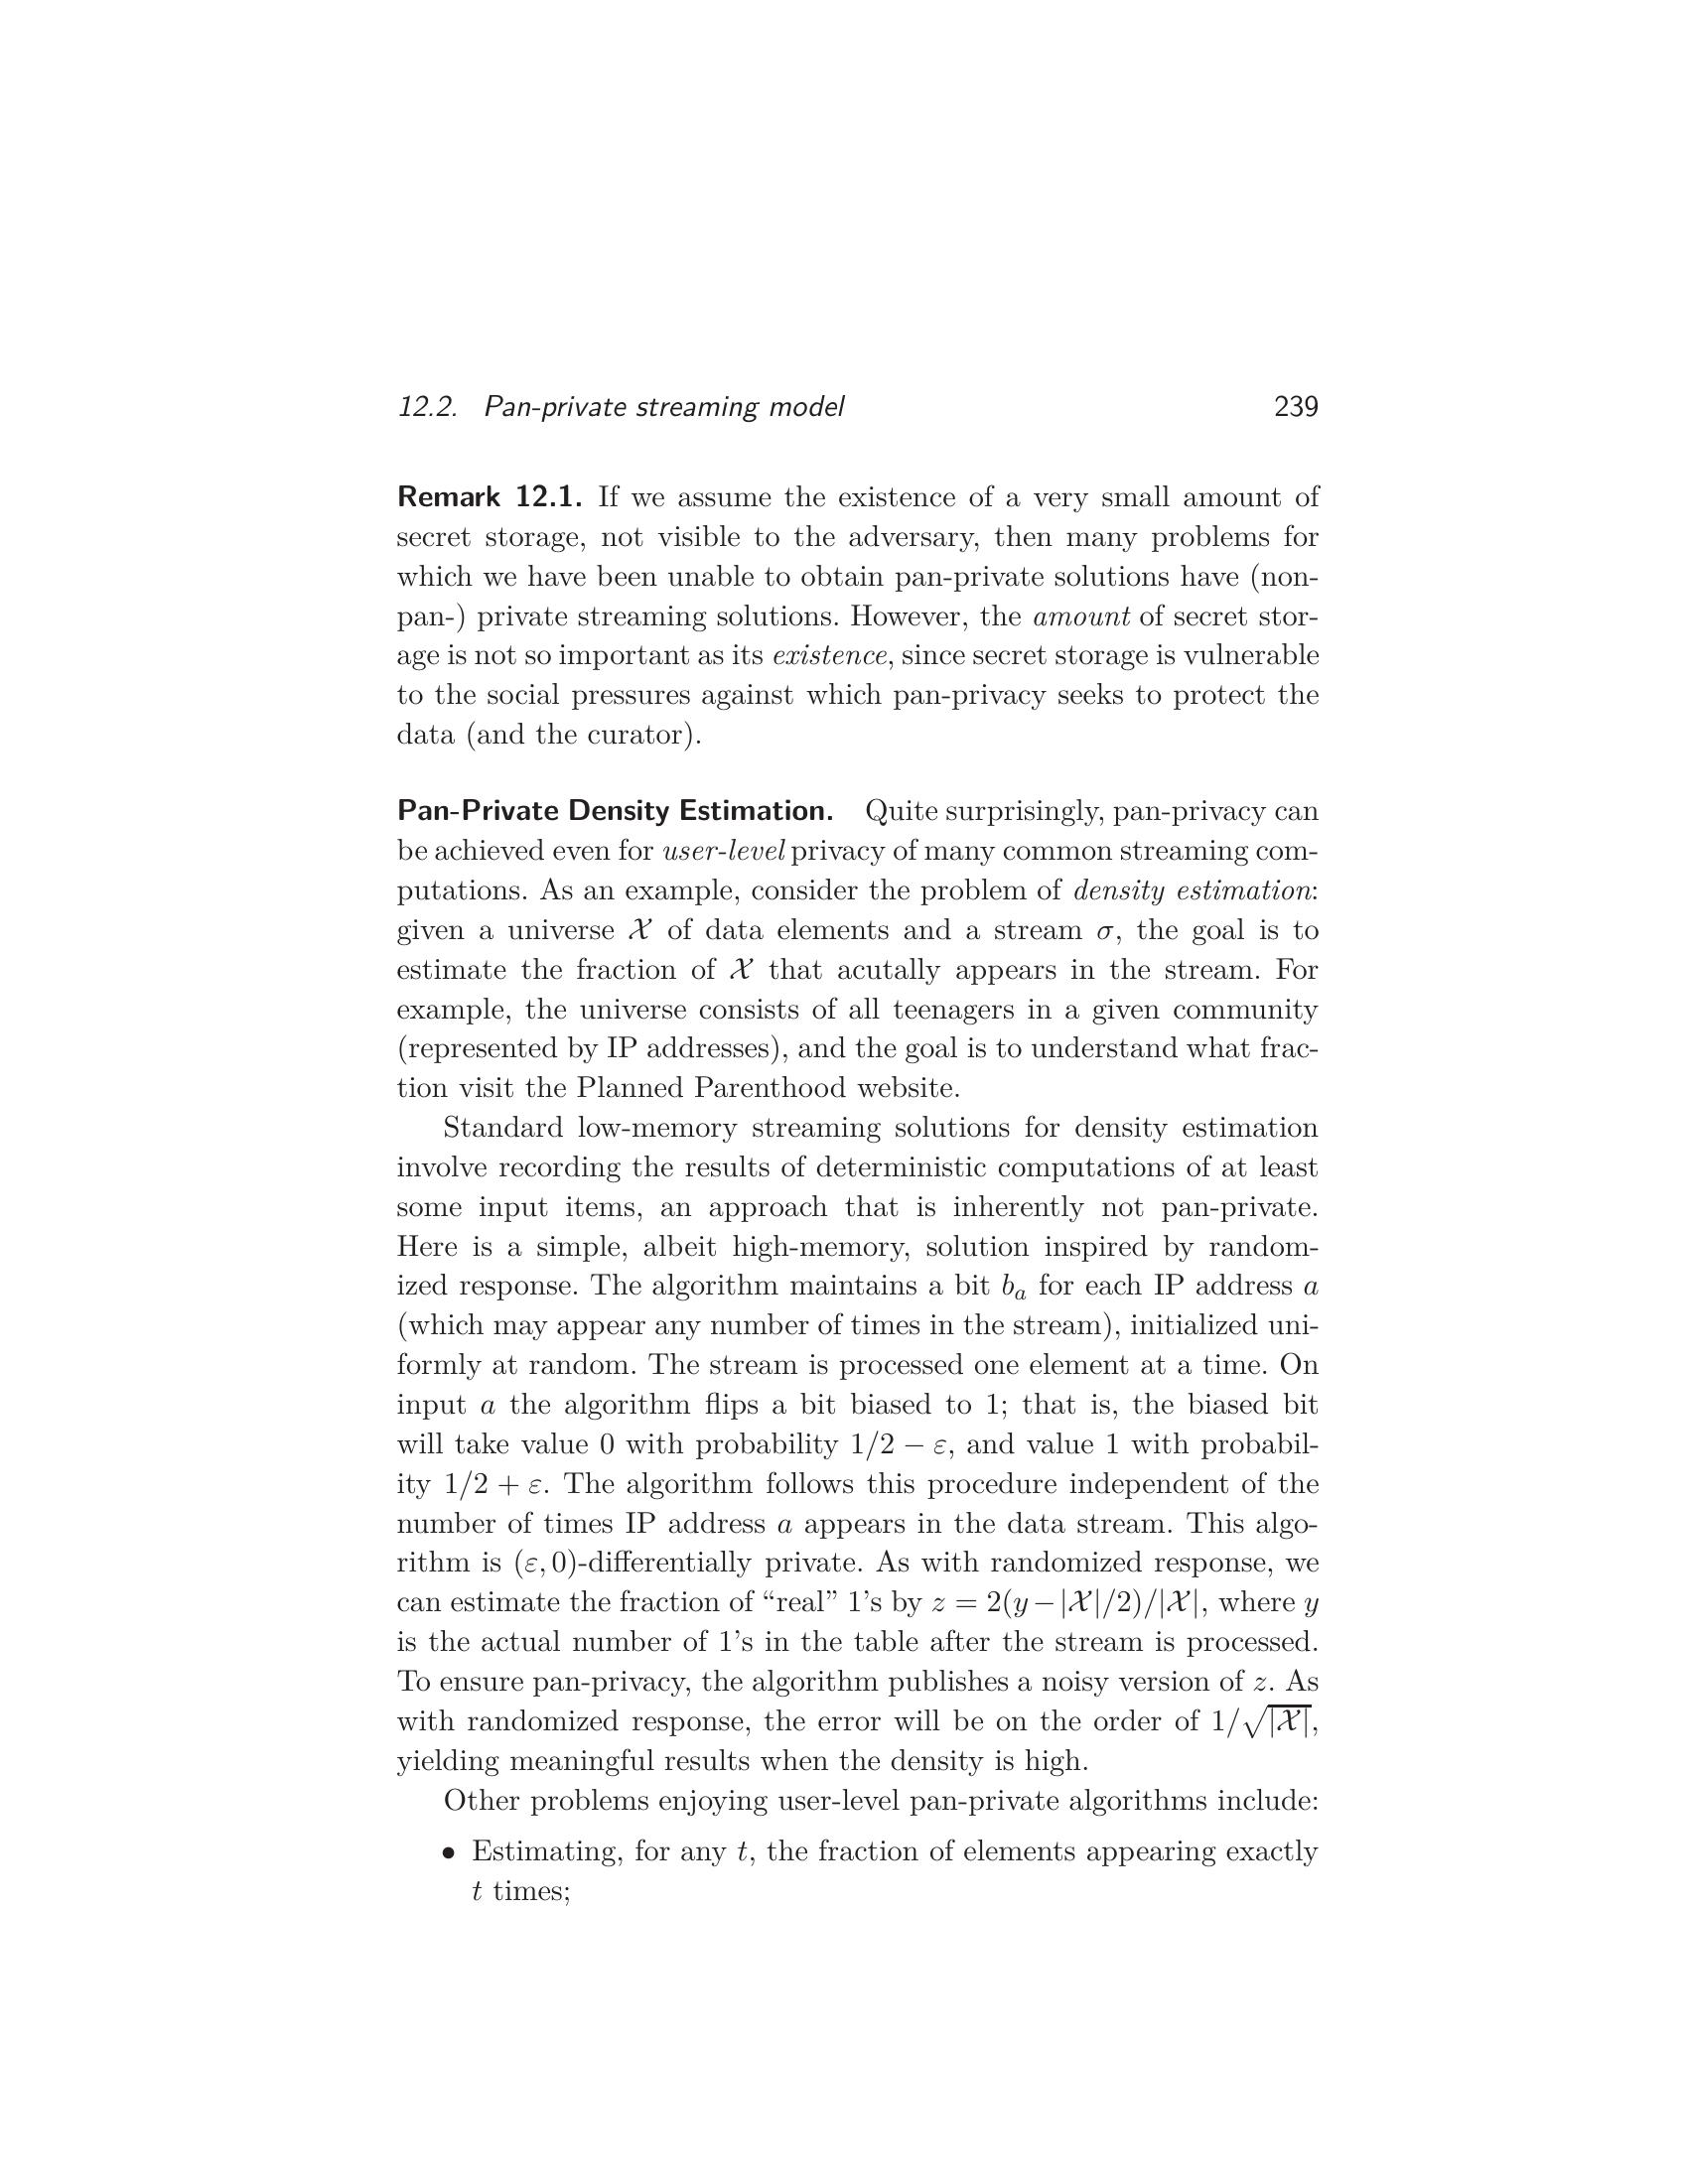 12.2. Pan-private streaming model 239
Remark 12.1. If we assume the existence of a very small amount of
secret storage, not visible to the adversary, then many problems for
which we have been unable to obtain pan-private solutions have (non-
pan-) private streaming solutions. However, the amount of secret stor-
age is not so important as its existence, since secret storage is vulnerable
to the social pressures against which pan-privacy seeks to protect the
data (and the curator).
Pan-Private Density Estimation. Quite surprisingly, pan-privacy can
be achieved even for user-level privacy of many common streaming com-
putations. As an example, consider the problem of density estimation:
given a universe 𝒳 of data elements and a stream σ, the goal is to
estimate the fraction of 𝒳 that acutally appears in the stream. For
example, the universe consists of all teenagers in a given community
(represented by IP addresses), and the goal is to understand what frac-
tion visit the Planned Parenthood website.
Standard low-memory streaming solutions for density estimation
involve recording the results of deterministic computations of at least
some input items, an approach that is inherently not pan-private.
Here is a simple, albeit high-memory, solution inspired by random-
ized response. The algorithm maintains a bit bₐ for each IP address a
(which may appear any number of times in the stream), initialized uni-
formly at random. The stream is processed one element at a time. On
input a the algorithm flips a bit biased to 1; that is, the biased bit
will take value 0 with probability 1/2 − ε, and value 1 with probabil-
ity 1/2 + ε. The algorithm follows this procedure independent of the
number of times IP address a appears in the data stream. This algo-
rithm is (ε, 0)-differentially private. As with randomized response, we
can estimate the fraction of “real” 1’s by z = 2(y − |𝒳|/2)/|𝒳|, where y
is the actual number of 1’s in the table after the stream is processed.
To ensure pan-privacy, the algorithm publishes a noisy version of z. As
with randomized response, the error will be on the order of 1/√|𝒳|,
yielding meaningful results when the density is high.
Other problems enjoying user-level pan-private algorithms include:
• Estimating, for any t, the fraction of elements appearing exactly
t times;